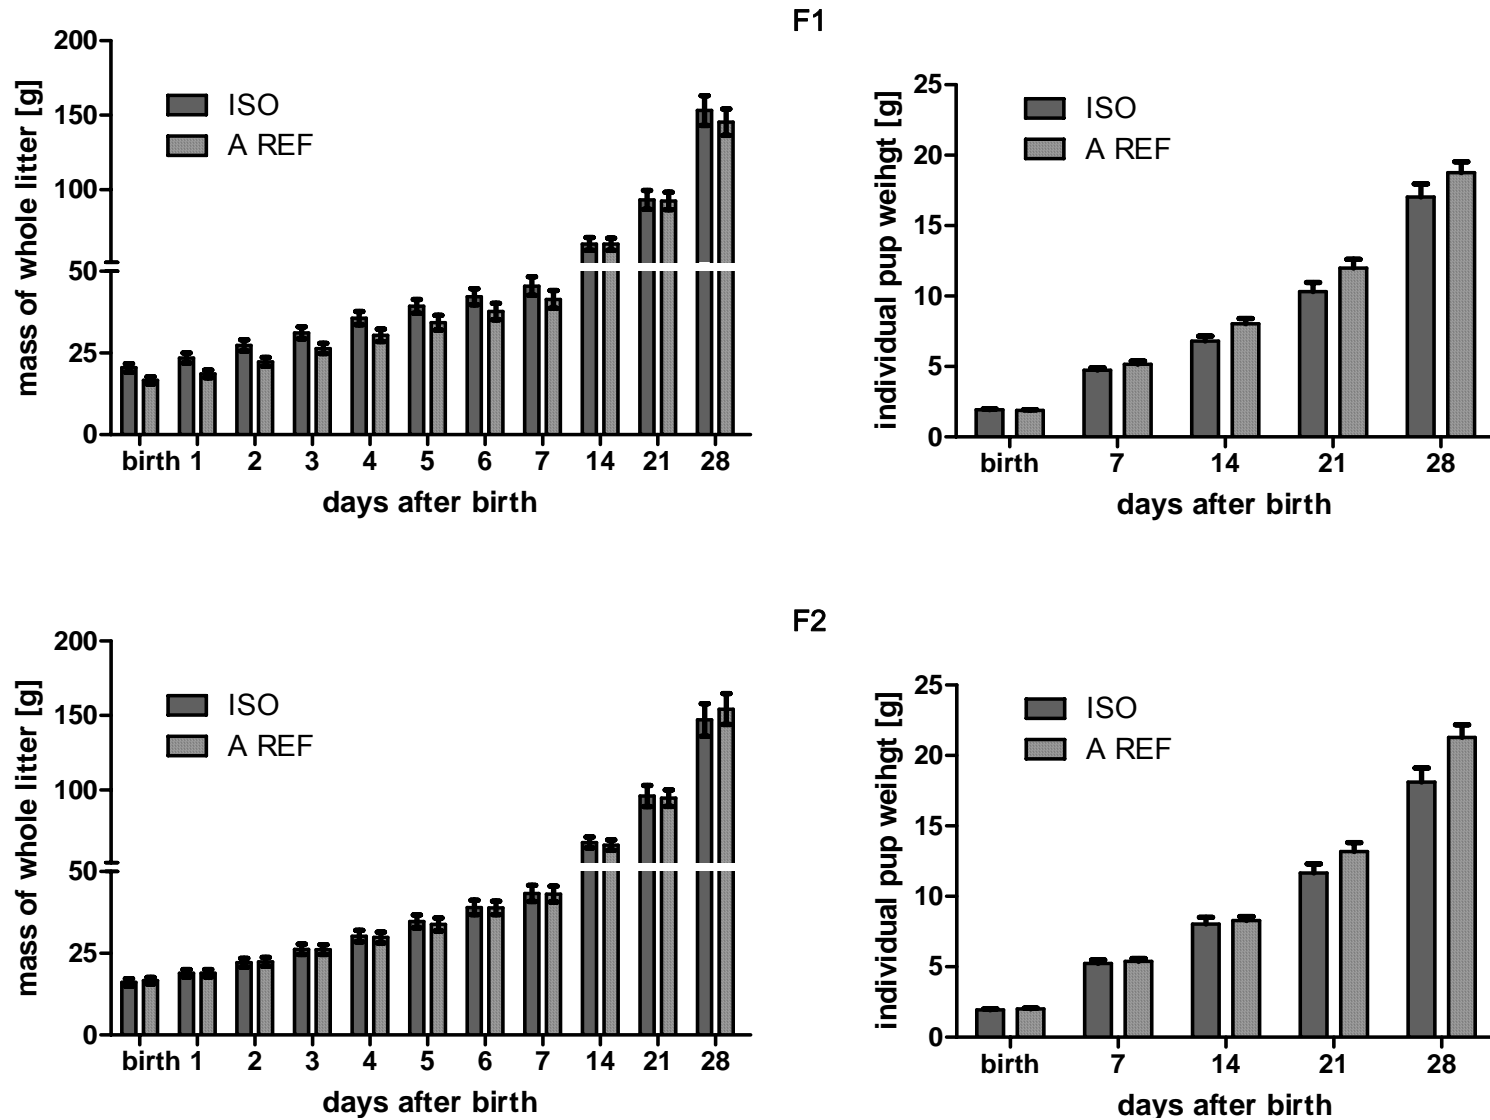 F1
mass of whole litter [g]
200
150
100
50
25
0
ISO
A REF
birth 1 2 3 4 5 6 7 14 21 28
days after birth
individual pup weihgt [g]
25
20
15
10
5
0
ISO
A REF
birth 7 14 21 28
days after birth
F2
mass of whole litter [g]
200
150
100
50
25
0
ISO
A REF
birth 1 2 3 4 5 6 7 14 21 28
days after birth
individual pup weihgt [g]
25
20
15
10
5
0
ISO
A REF
birth 7 14 21 28
days after birth